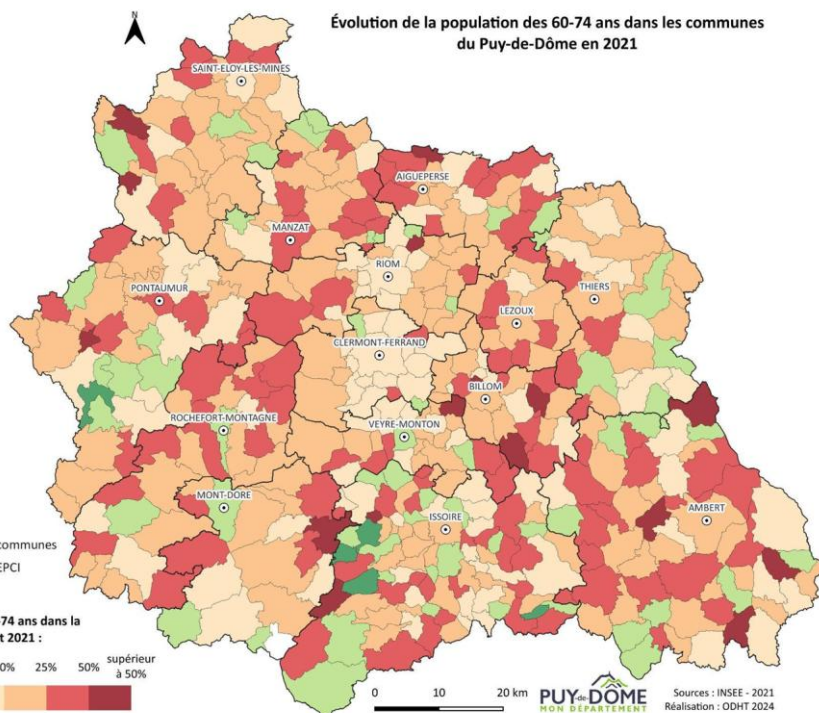 Évolution de la population des 60-74 ans dans les communes
du Puy-de-Dôme en 2021
N
SAINT-ELOY-LES-MINES
AIGUEPERSE
MANZAT
RIOM
PONTAUMUR
THIERS
LEZOUX
CLERMONT-FERRAND
BILLOM
ROCHEFORT-MONTAGNE
VEYRE-MONTON
MONT-DORE
AMBERT
ISSOIRE
communes
EPCI
74 ans dans la
t 2021 :
0% 25% 50% supérieur
à 50%
0 10 20 km
PUY-DE-DÔME
MON DÉPARTEMENT
Sources : INSEE - 2021
Réalisation : ODHT 2024